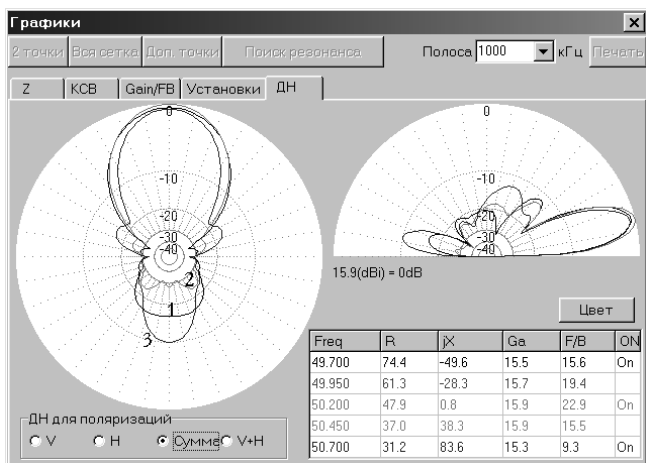 Графики
2 точки Вся сетка Доп. точки Поиск резонанса Полоса 1000 кГц Печать
Z КСВ Gain/FB Установки ДН
0 0
-10 -10
-20 -20
-30 -30
-40 -40
2
1
3
15.9(dBi) = 0dB
Цвет
Freq R jX Ga F/B ON
49.700 74.4 -49.6 15.5 15.6 On
49.950 61.3 -28.3 15.7 19.4
50.200 47.9 0.8 15.9 22.9 On
50.450 37.0 38.3 15.9 15.5
50.700 31.2 83.6 15.3 9.3 On
ДН для поляризаций
V H Сумма V+H